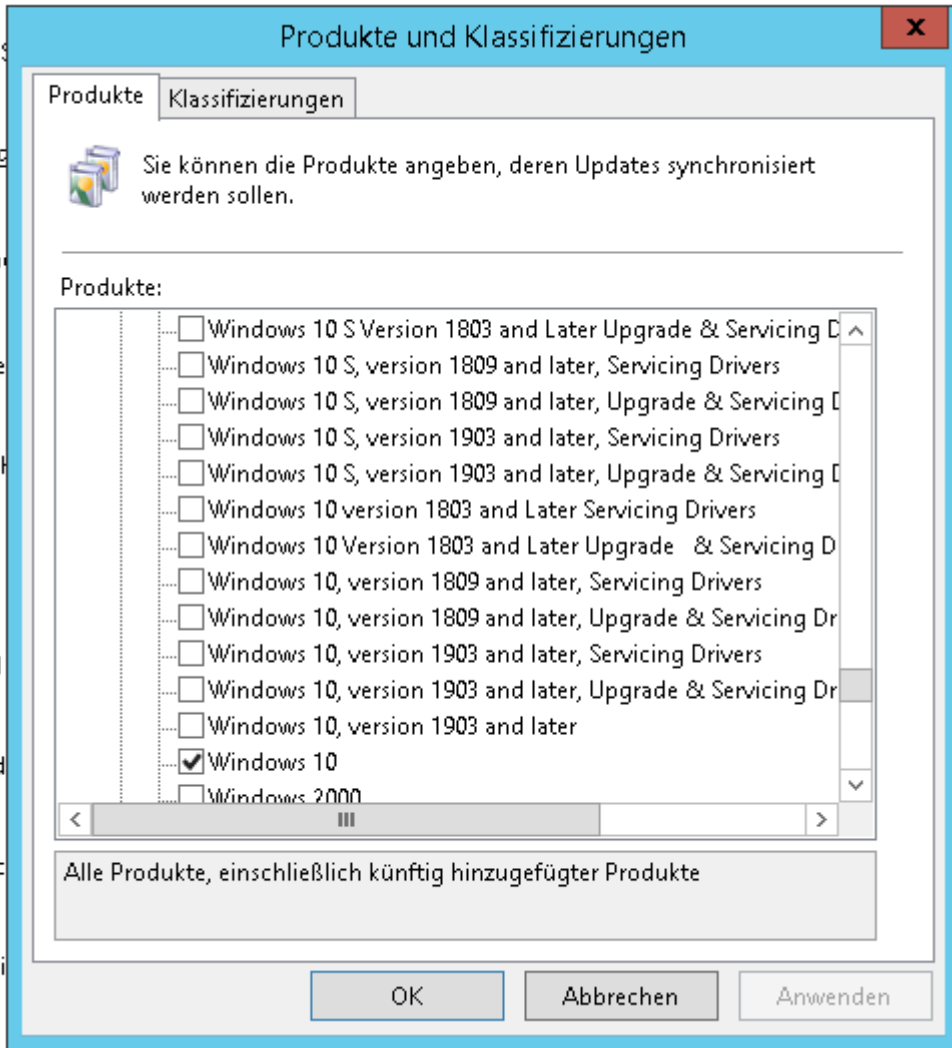 Produkte und Klassifizierungen
x
Produkte
Klassifizierungen
Sie können die Produkte angeben, deren Updates synchronisiert
werden sollen.
Produkte:
Windows 10 S Version 1803 and Later Upgrade & Servicing D
Windows 10 S, version 1809 and later, Servicing Drivers
Windows 10 S, version 1809 and later, Upgrade & Servicing D
Windows 10 S, version 1903 and later, Servicing Drivers
Windows 10 S, version 1903 and later, Upgrade & Servicing D
Windows 10 version 1803 and Later Servicing Drivers
Windows 10 Version 1803 and Later Upgrade & Servicing D
Windows 10, version 1809 and later, Servicing Drivers
Windows 10, version 1809 and later, Upgrade & Servicing Dr
Windows 10, version 1903 and later, Servicing Drivers
Windows 10, version 1903 and later, Upgrade & Servicing Dr
Windows 10, version 1903 and later
Windows 10
Windows 2000
Alle Produkte, einschließlich künftig hinzugefügter Produkte
OK
Abbrechen
Anwenden